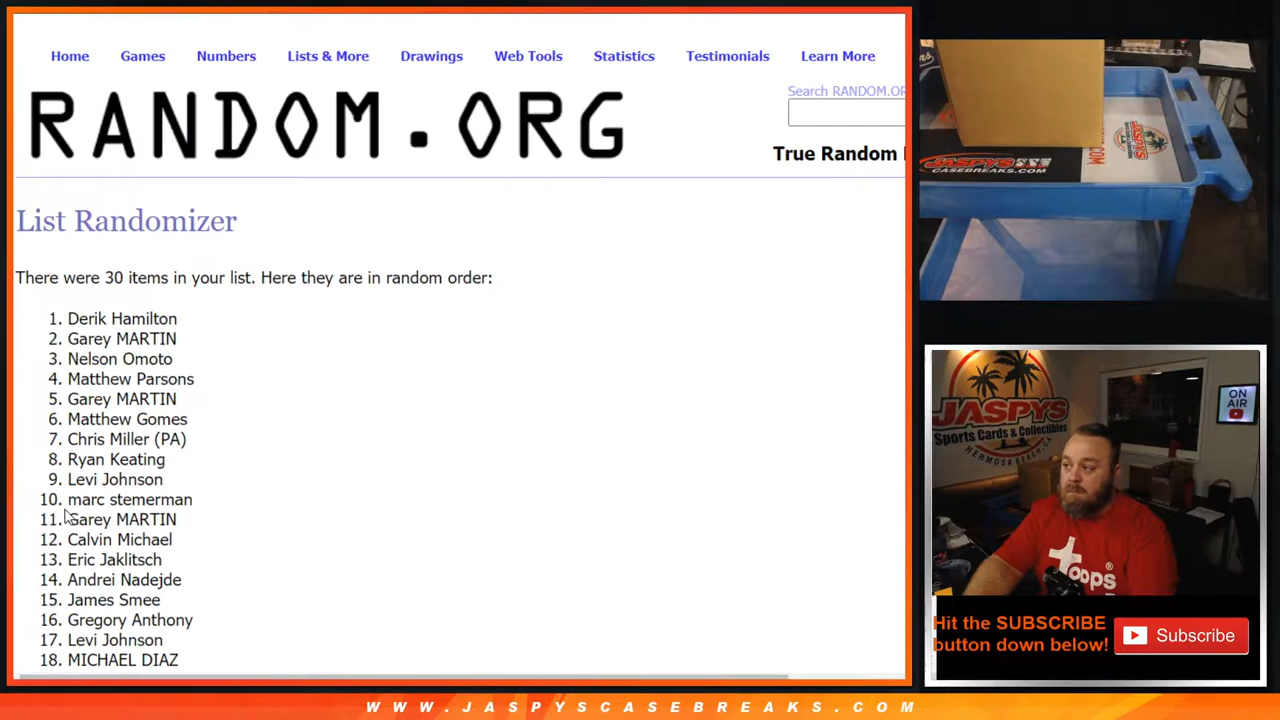 Home Games Numbers Lists & More Drawings Web Tools Statistics Testimonials Learn More
RANDOM.ORG
Search RANDOM.OR
True Random
List Randomizer
There were 30 items in your list. Here they are in random order:
1. Derik Hamilton
2. Garey MARTIN
3. Nelson Omoto
4. Matthew Parsons
5. Garey MARTIN
6. Matthew Gomes
7. Chris Miller (PA)
8. Ryan Keating
9. Levi Johnson
10. marc stemerman
11. Garey MARTIN
12. Calvin Michael
13. Eric Jaklitsch
14. Andrei Nadejde
15. James Smee
16. Gregory Anthony
17. Levi Johnson
18. MICHAEL DIAZ
JASPYS
CASEBREAKS.COM
JASPYS
Sports Cards & Collectibles
HERMOSA BEACH, CA
ON
AIR
topps
Hit the SUBSCRIBE
button down below!
Subscribe
WWW.JASPYSCASEBREAKS.COM